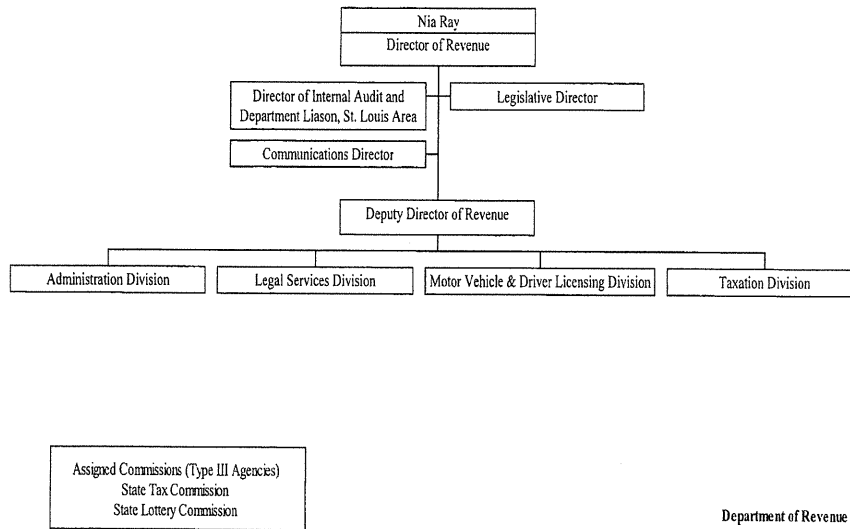 Nia Ray
Director of Revenue
Director of Internal Audit and
Department Liason, St. Louis Area
Legislative Director
Communications Director
Deputy Director of Revenue
Administration Division
Legal Services Division
Motor Vehicle & Driver Licensing Division
Taxation Division
Assigned Commissions (Type III Agencies)
State Tax Commission
State Lottery Commission
Department of Revenue